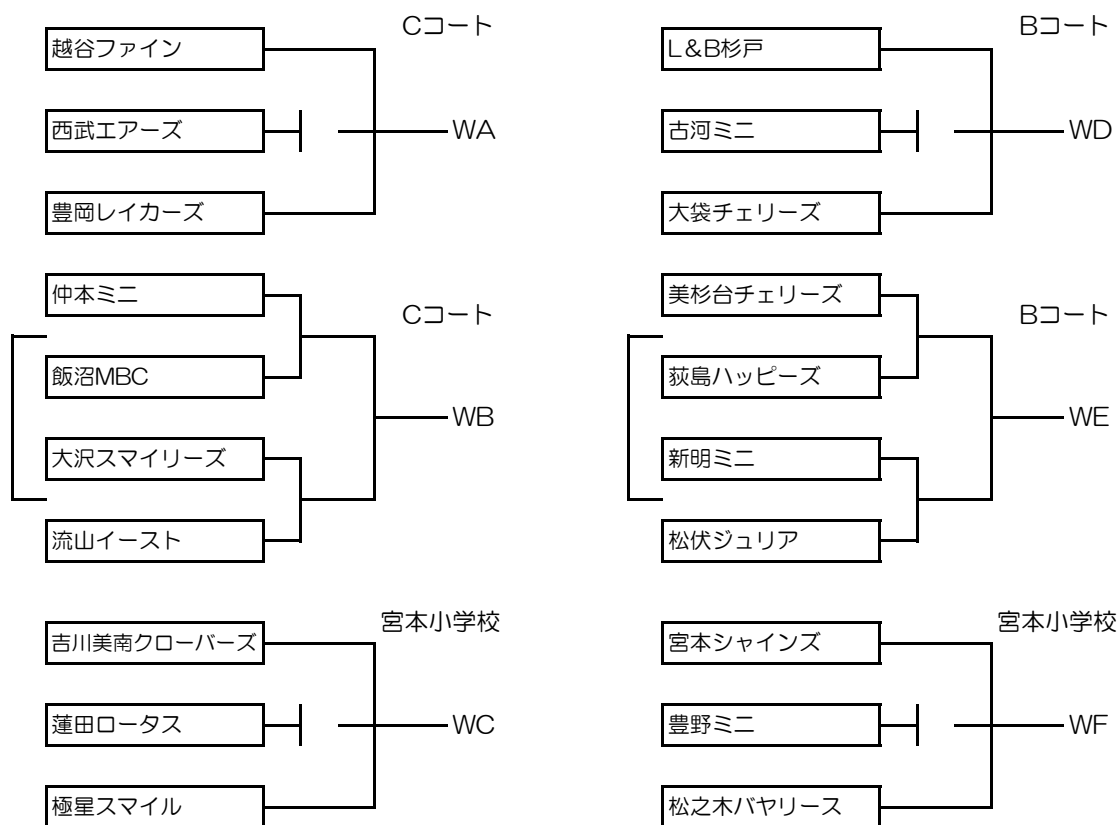 Cコート
越谷ファイン
西武エアーズ
WA
豊岡レイカーズ
仲本ミニ
Cコート
飯沼MBC
WB
大沢スマイリーズ
流山イースト
宮本小学校
吉川美南クローバーズ
蓮田ロータス
WC
極星スマイル
Bコート
L&B杉戸
古河ミニ
WD
大袋チェリーズ
美杉台チェリーズ
Bコート
荻島ハッピーズ
WE
新明ミニ
松伏ジュリア
宮本小学校
宮本シャインズ
豊野ミニ
WF
松之木バヤリース